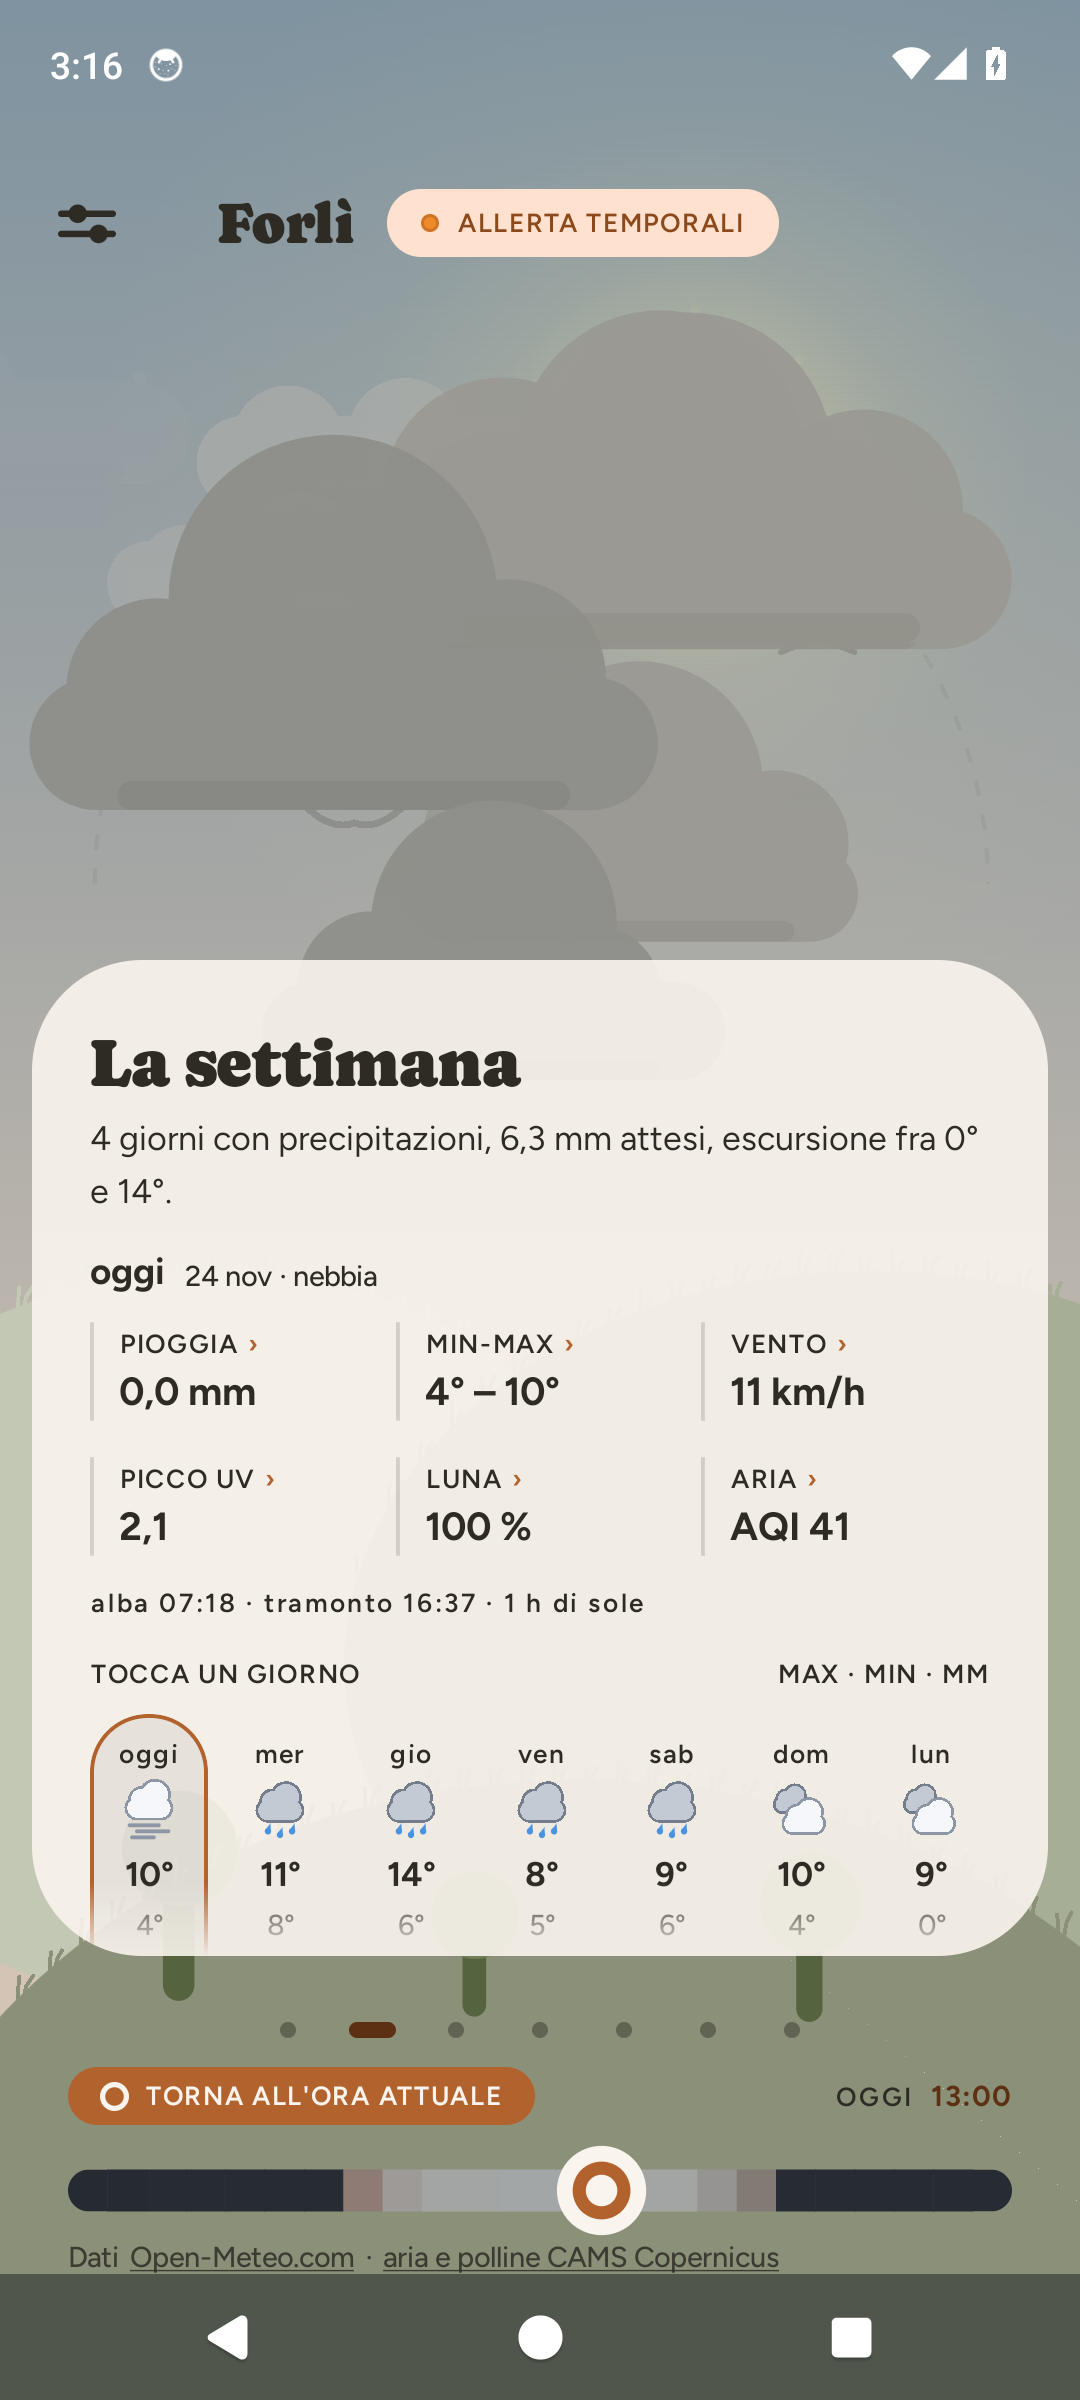 3:16
Forlì
ALLERTA TEMPORALI
La settimana
4 giorni con precipitazioni, 6,3 mm attesi, escursione fra 0°
e 14°.
oggi 24 nov · nebbia
PIOGGIA › MIN-MAX › VENTO ›
0,0 mm 4° – 10° 11 km/h
PICCO UV › LUNA › ARIA ›
2,1 100 % AQI 41
alba 07:18 · tramonto 16:37 · 1 h di sole
TOCCA UN GIORNO MAX · MIN · MM
oggi mer gio ven sab dom lun
10° 11° 14° 8° 9° 10° 9°
4° 8° 6° 5° 6° 4° 0°
TORNA ALL'ORA ATTUALE OGGI 13:00
Dati Open-Meteo.com · aria e polline CAMS Copernicus